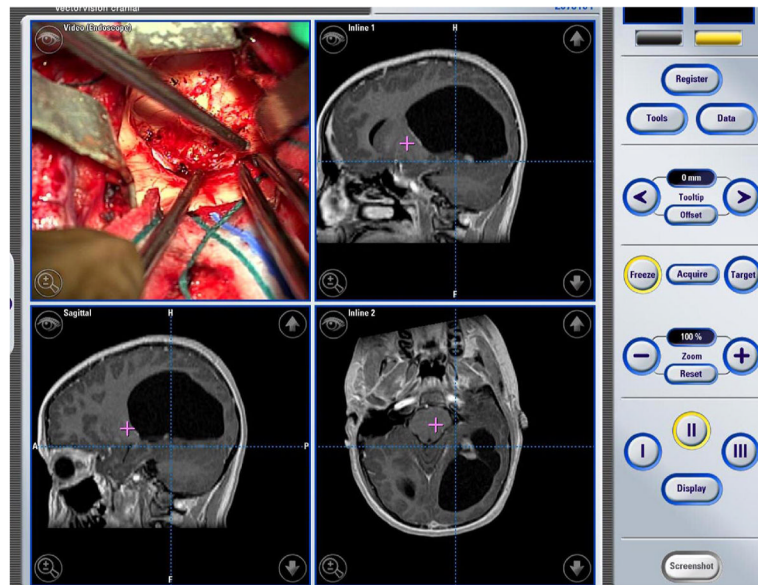 Vectorvision cranial
Video (Endoscope)
Inline 1
H
F
Sagittal
H
A
P
F
Inline 2
Register
Tools
Data
0 mm
Tooltip
Offset
Freeze
Acquire
Target
100 %
Zoom
Reset
I
II
III
Display
Screenshot